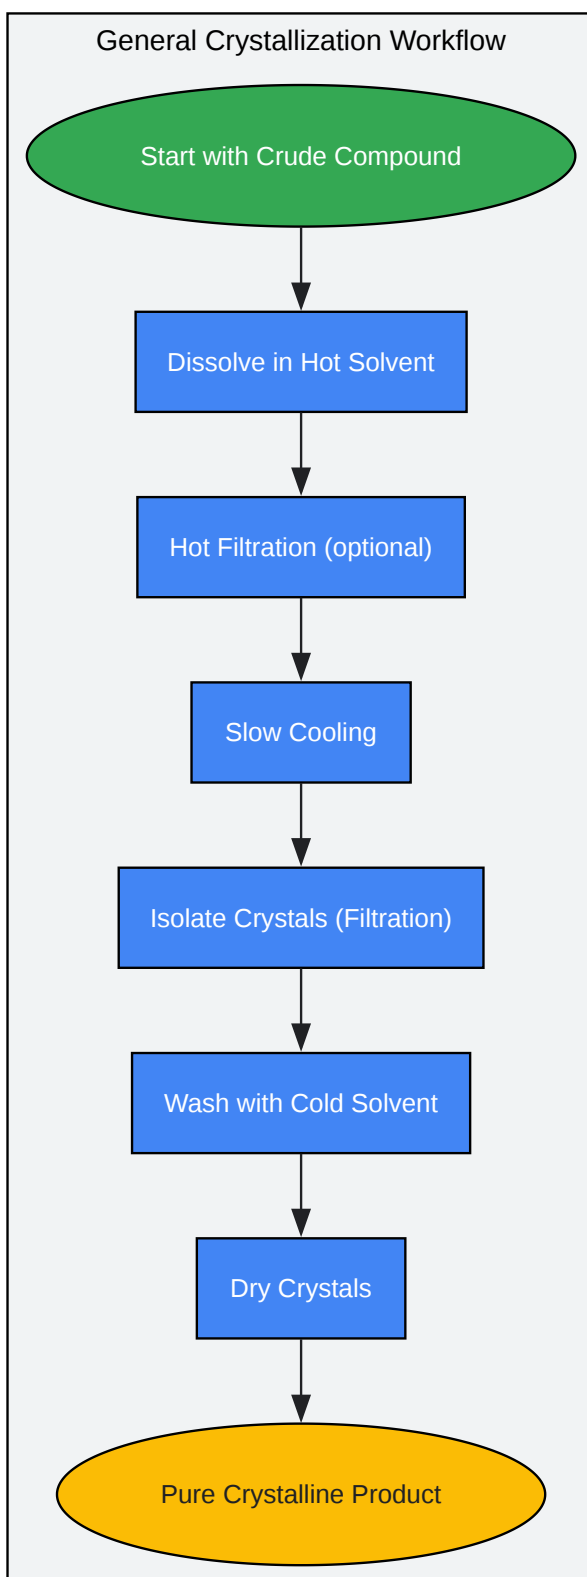 General Crystallization Workflow
Start with Crude Compound
Dissolve in Hot Solvent
Hot Filtration (optional)
Slow Cooling
Isolate Crystals (Filtration)
Wash with Cold Solvent
Dry Crystals
Pure Crystalline Product